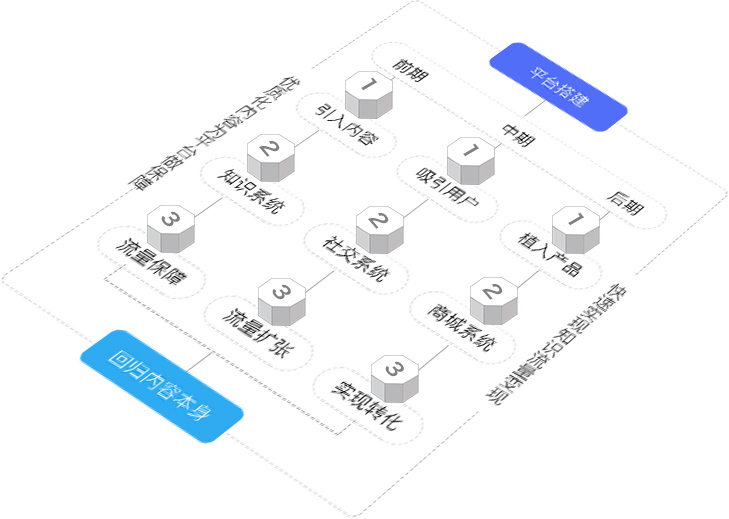 平台搭建
前期
中期
后期
1
引入内容
2
知识系统
3
流量保障
1
吸引用户
2
社交系统
3
流量扩张
1
植入产品
2
商城系统
3
实现转化
优质化内容为平台做保障
快速实现知识流量变现
回归内容本身